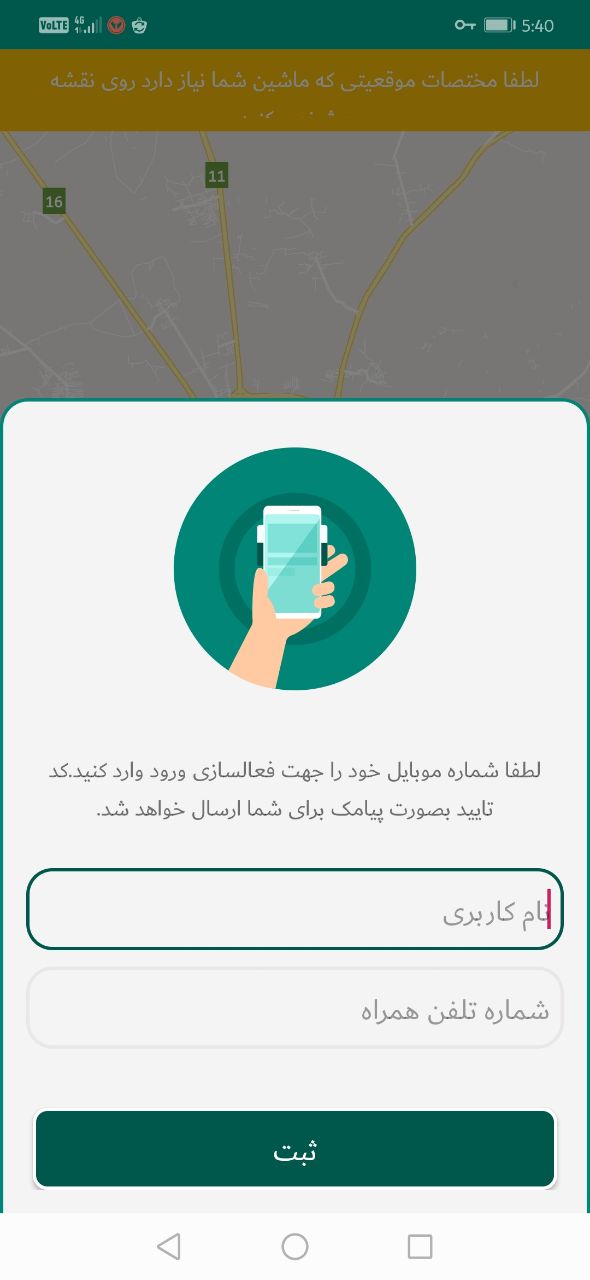 VoLTE 4G 5:40
لطفا مختصات موقعیتی که ماشین شما نیاز دارد روی نقشه
11
16
لطفا شماره موبایل خود را جهت فعالسازی ورود وارد کنید.کد
تایید بصورت پیامک برای شما ارسال خواهد شد.
نام کاربری
شماره تلفن همراه
ثبت